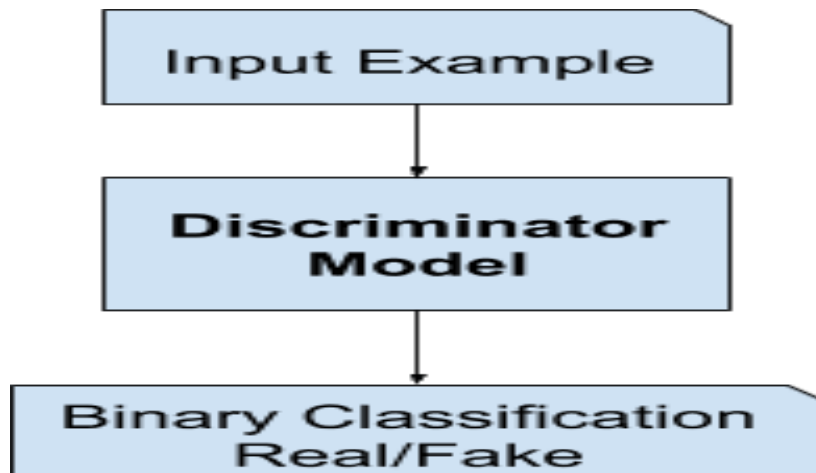 Input Example
Discriminator
Model
Binary Classification
Real/Fake